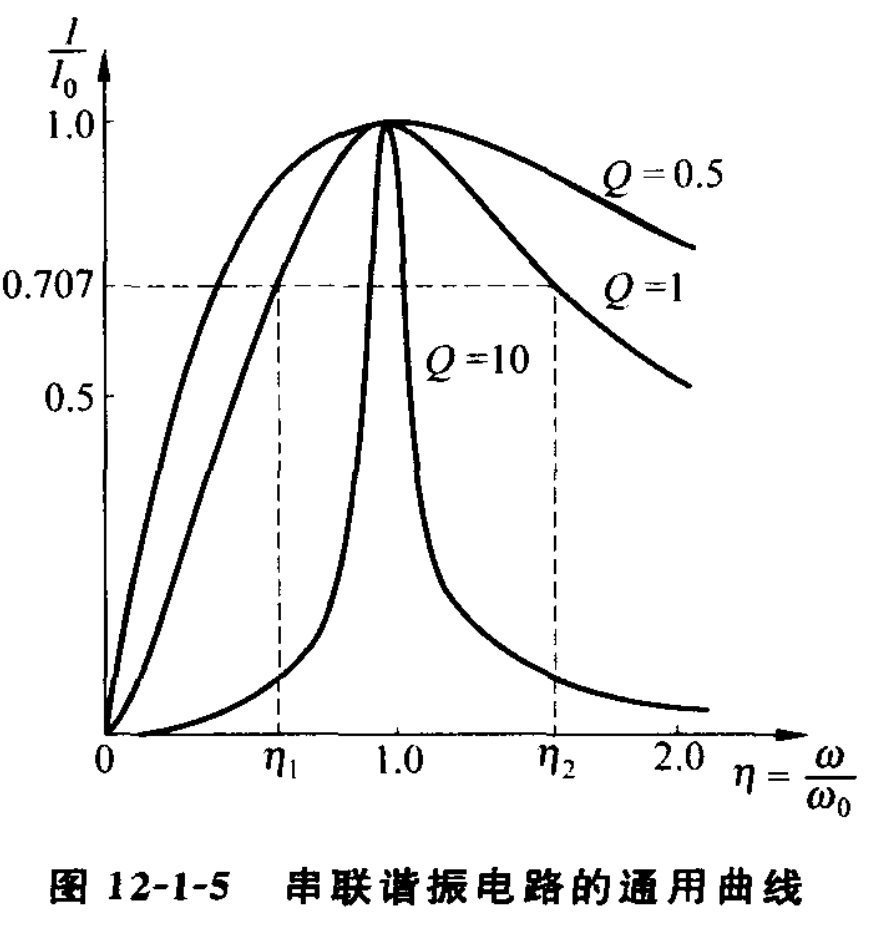 I/I₀
1.0
Q = 0.5
0.707
Q =1
Q =10
0.5
0 η₁ 1.0 η₂ 2.0 η = ω/ω₀
图 12-1-5 串联谐振电路的通用曲线